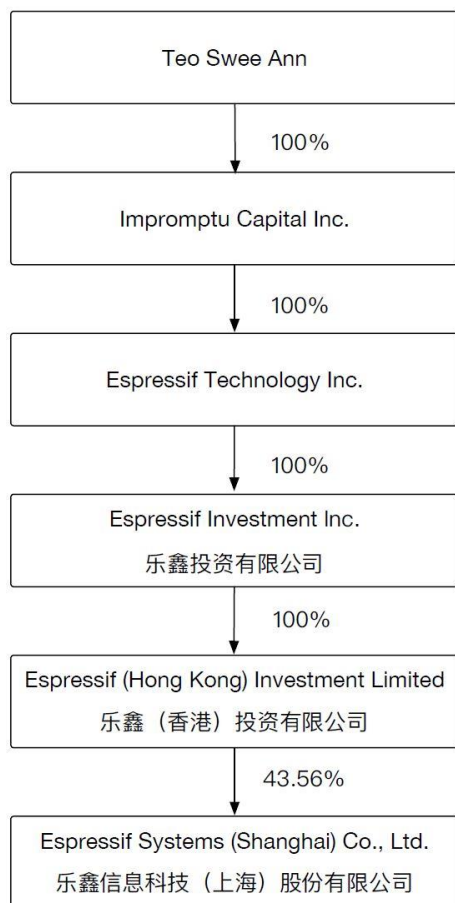 Teo Swee Ann
100%
Impromptu Capital Inc.
100%
Espressif Technology Inc.
100%
Espressif Investment Inc.
乐鑫投资有限公司
100%
Espressif (Hong Kong) Investment Limited
乐鑫（香港）投资有限公司
43.56%
Espressif Systems (Shanghai) Co., Ltd.
乐鑫信息科技（上海）股份有限公司